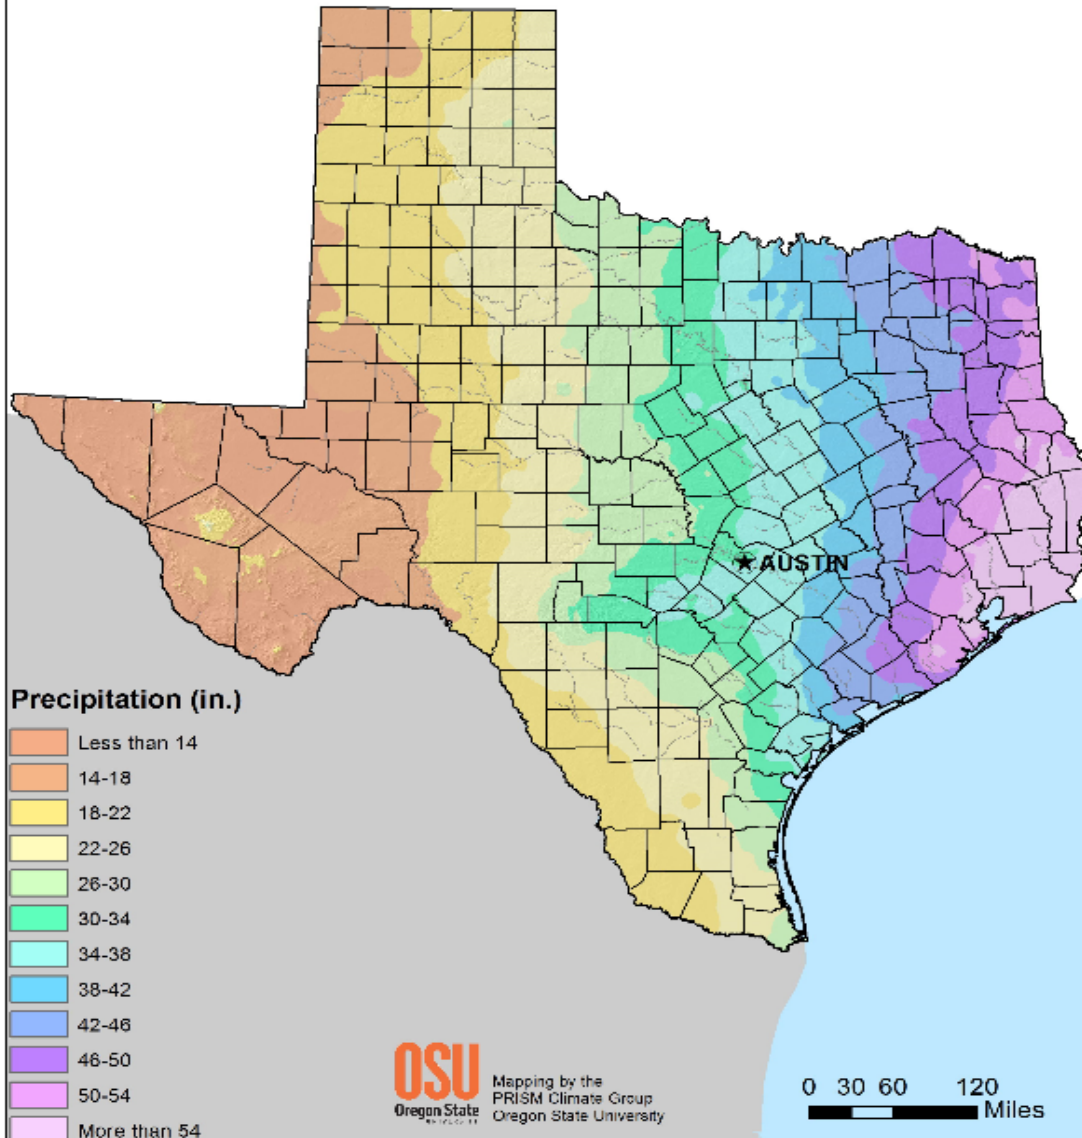 ★ AUSTIN
Precipitation (in.)
Less than 14
14-18
18-22
22-26
26-30
30-34
34-38
38-42
42-46
46-50
50-54
More than 54
OSU
Oregon State
UNIVERSITY
Mapping by the
PRISM Climate Group
Oregon State University
0 30 60 120
Miles